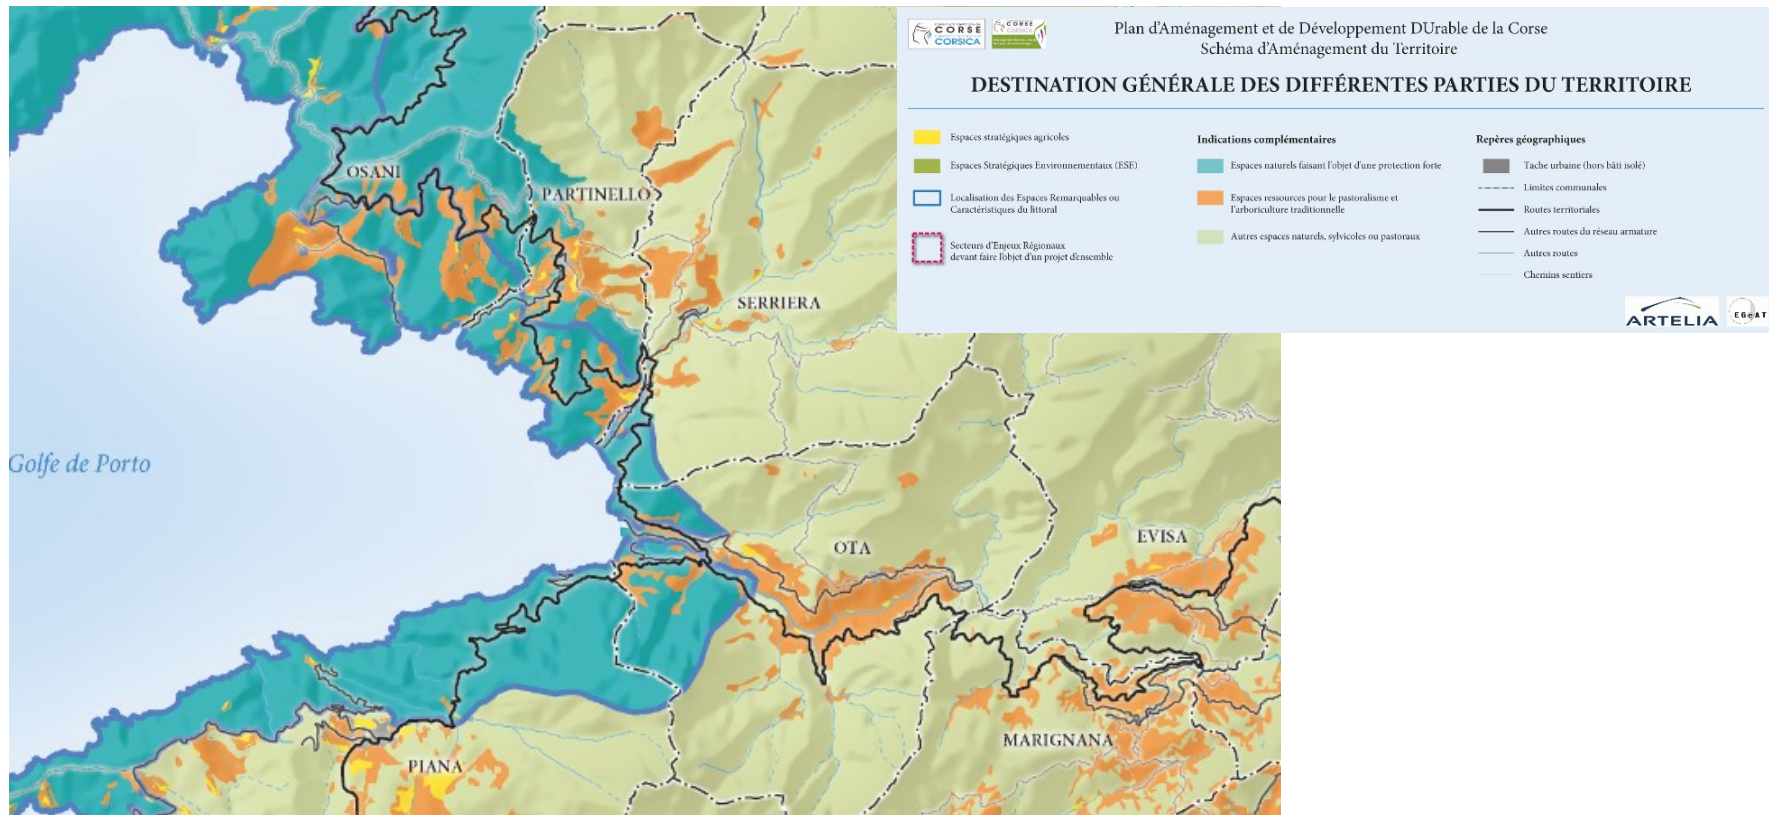 CORSE
CORSICA
CORSE
CORSICA
Plan d'Aménagement et de Développement DUrable de la Corse
Schéma d'Aménagement du Territoire
DESTINATION GÉNÉRALE DES DIFFÉRENTES PARTIES DU TERRITOIRE
Espaces stratégiques agricoles
Espaces Stratégiques Environnementaux (ESE)
Localisation des Espaces Remarquables ou
Caractéristiques du littoral
Secteurs d'Enjeux Régionaux
devant faire l'objet d'un projet d'ensemble
Indications complémentaires
Espaces naturels faisant l'objet d'une protection forte
Espaces ressources pour le pastoralisme et
l'arboriculture traditionnelle
Autres espaces naturels, sylvicoles ou pastoraux
Repères géographiques
Tache urbaine (hors bâti isolé)
Limites communales
Routes territoriales
Autres routes du réseau armature
Autres routes
Chemins sentiers
ARTELIA
EGeAT
OSANI
PARTINELLO
SERRIERA
Golfe de Porto
OTA
EVISA
MARIGNANA
PIANA